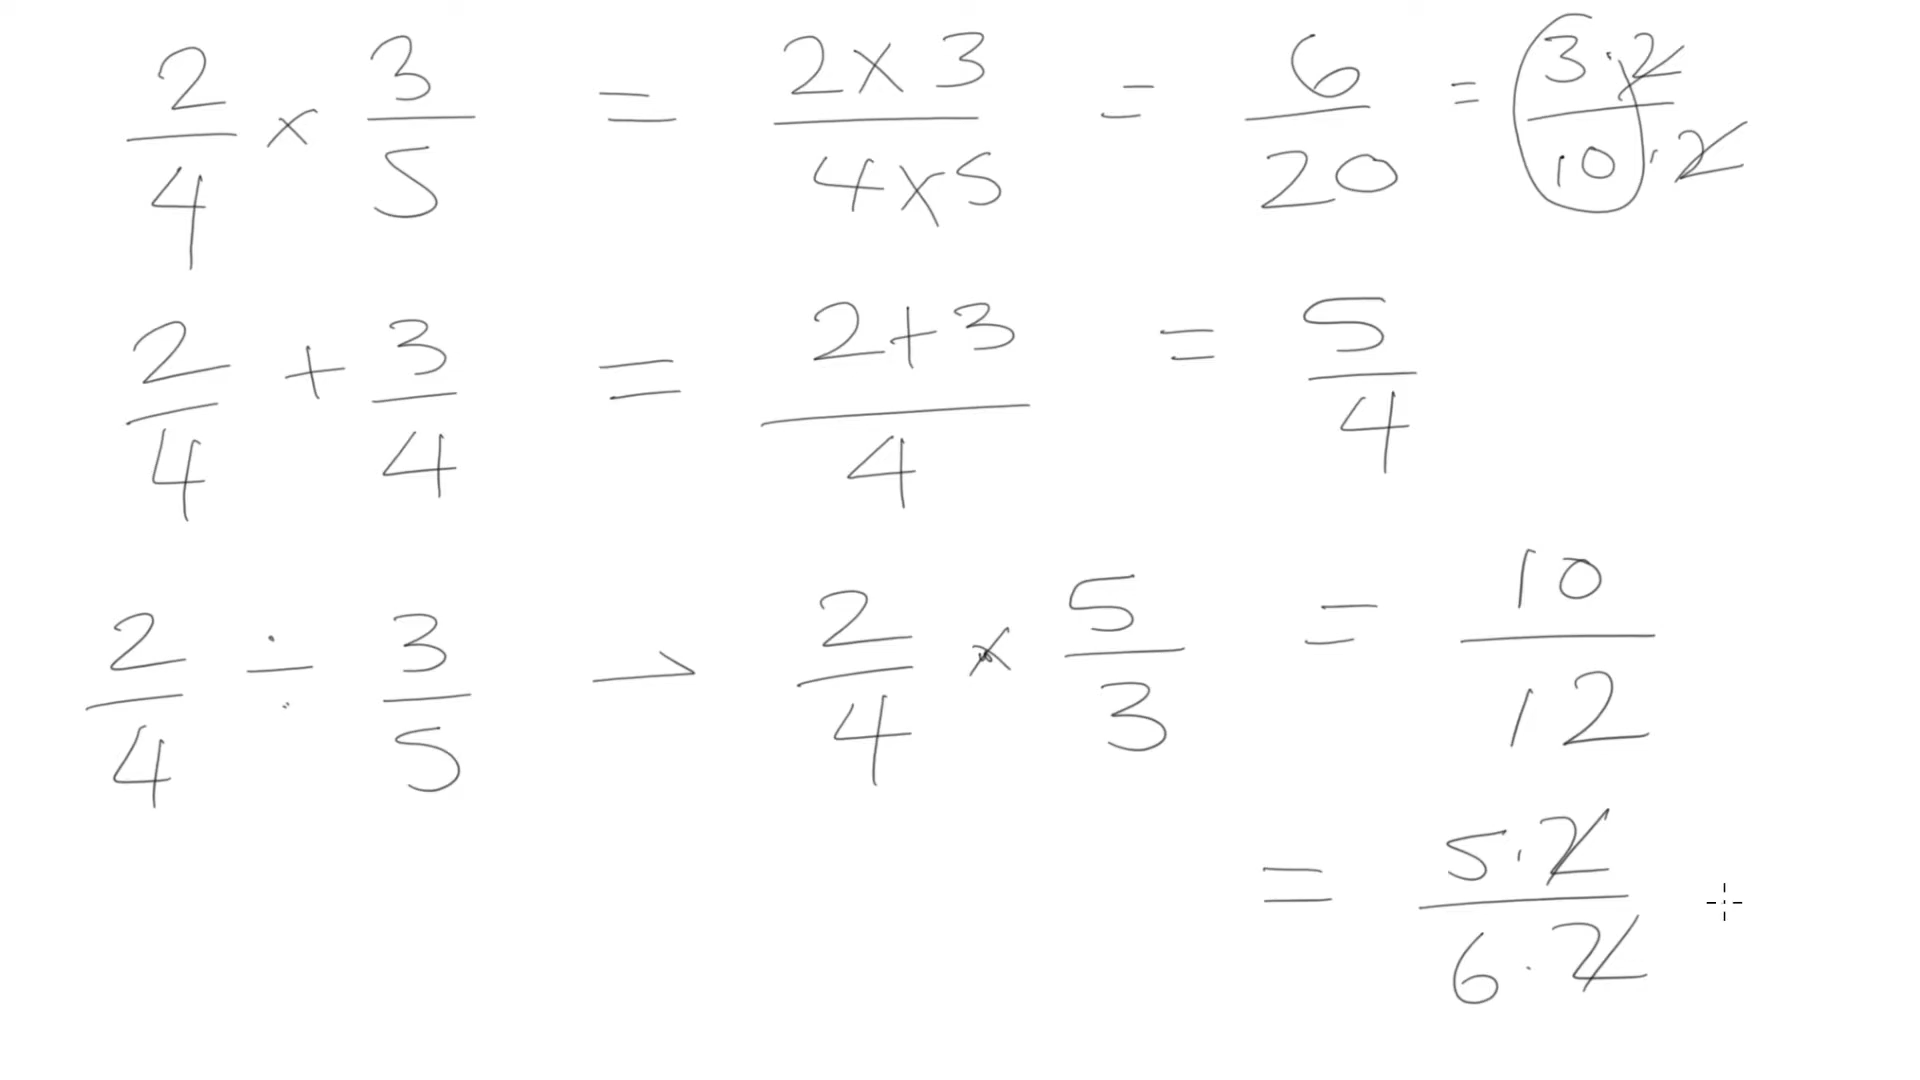 2/4 × 3/5 = 2×3/4×5 = 6/20 = 3·2/10·2
2/4 + 3/4 = 2+3/4 = 5/4
2/4 ÷ 3/5 → 2/4 × 5/3 = 10/12
= 5·2/6·2